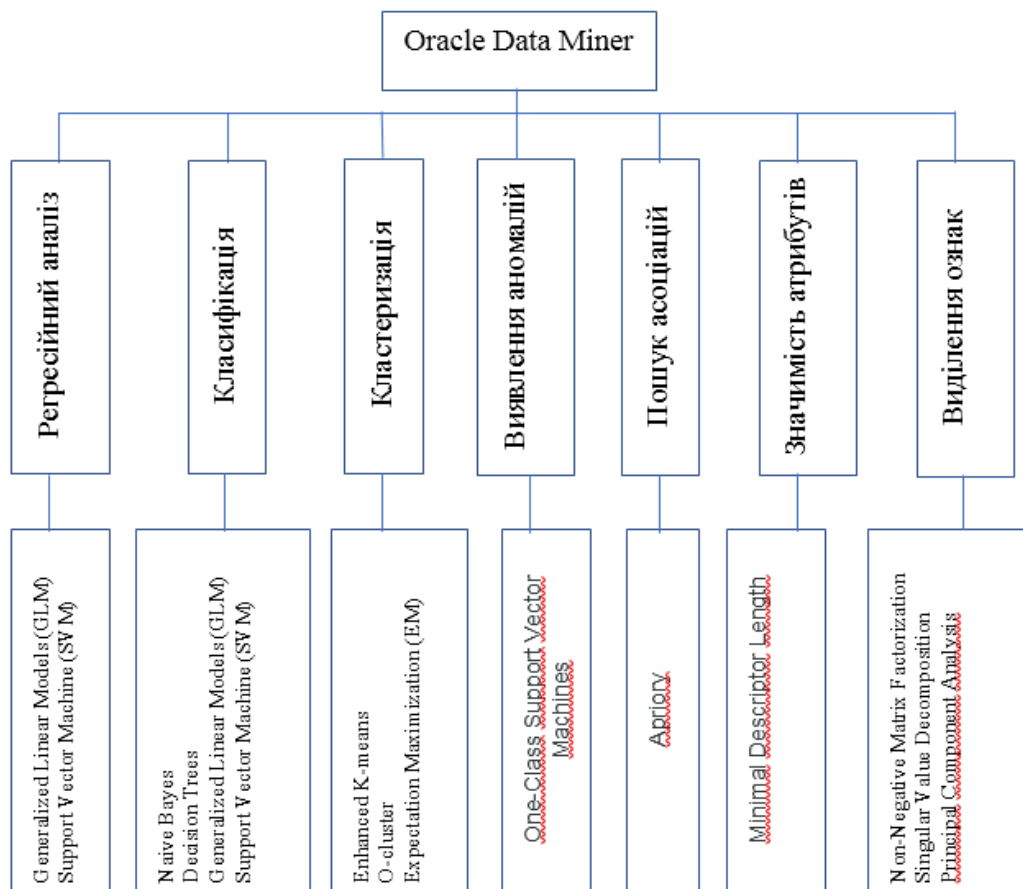 Oracle Data Miner
Регресійний аналіз
Класифікація
Кластеризація
Виявлення аномалій
Пошук асоціацій
Значимість атрибутів
Виділення ознак
Generalized Linear Models (GLM)
Support Vector Machine (SVM)
Naive Bayes
Decision Trees
Generalized Linear Models (GLM)
Support Vector Machine (SVM)
Enhanced K-means
O-cluster
Expectation Maximization (EM)
One-Class Support Vector
Machines
Apriory
Minimal Descriptor Length
Non-Negative Matrix Factorization
Singular Value Decomposition
Principal Component Analysis